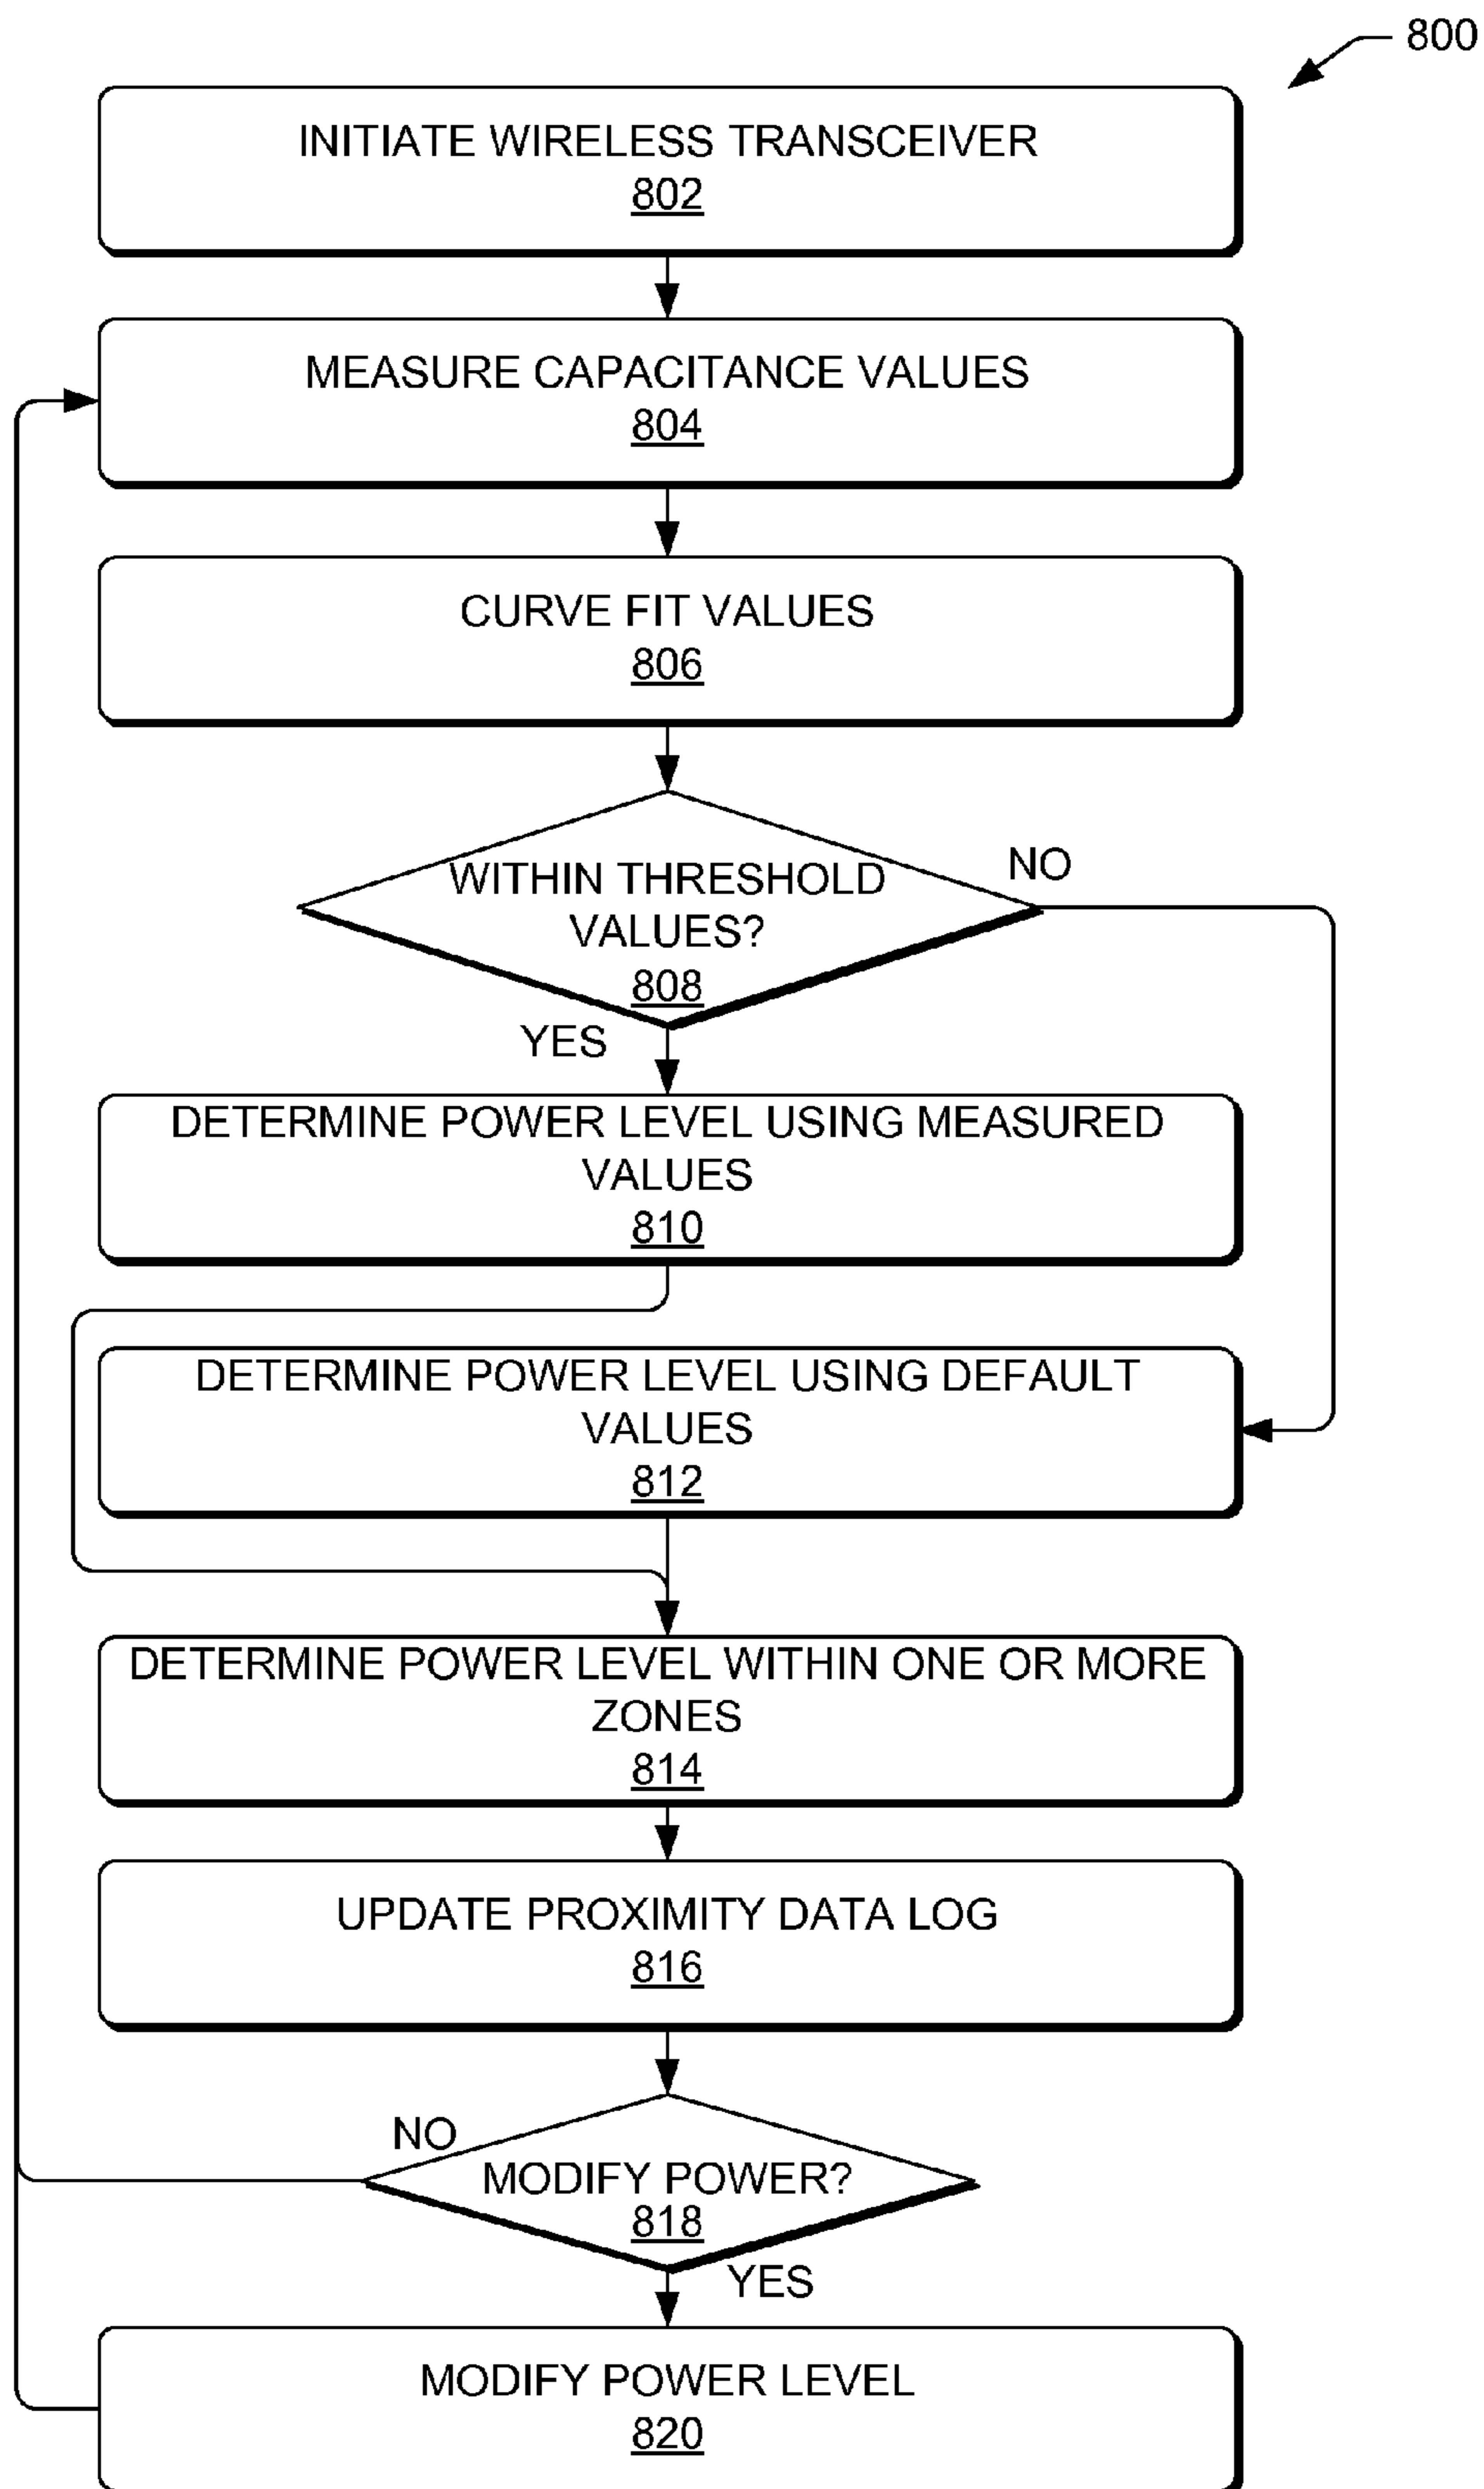 800
INITIATE WIRELESS TRANSCEIVER
802
MEASURE CAPACITANCE VALUES
804
CURVE FIT VALUES
806
WITHIN THRESHOLD
VALUES?
808
NO
YES
DETERMINE POWER LEVEL USING MEASURED
VALUES
810
DETERMINE POWER LEVEL USING DEFAULT
VALUES
812
DETERMINE POWER LEVEL WITHIN ONE OR MORE
ZONES
814
UPDATE PROXIMITY DATA LOG
816
NO
MODIFY POWER?
818
YES
MODIFY POWER LEVEL
820